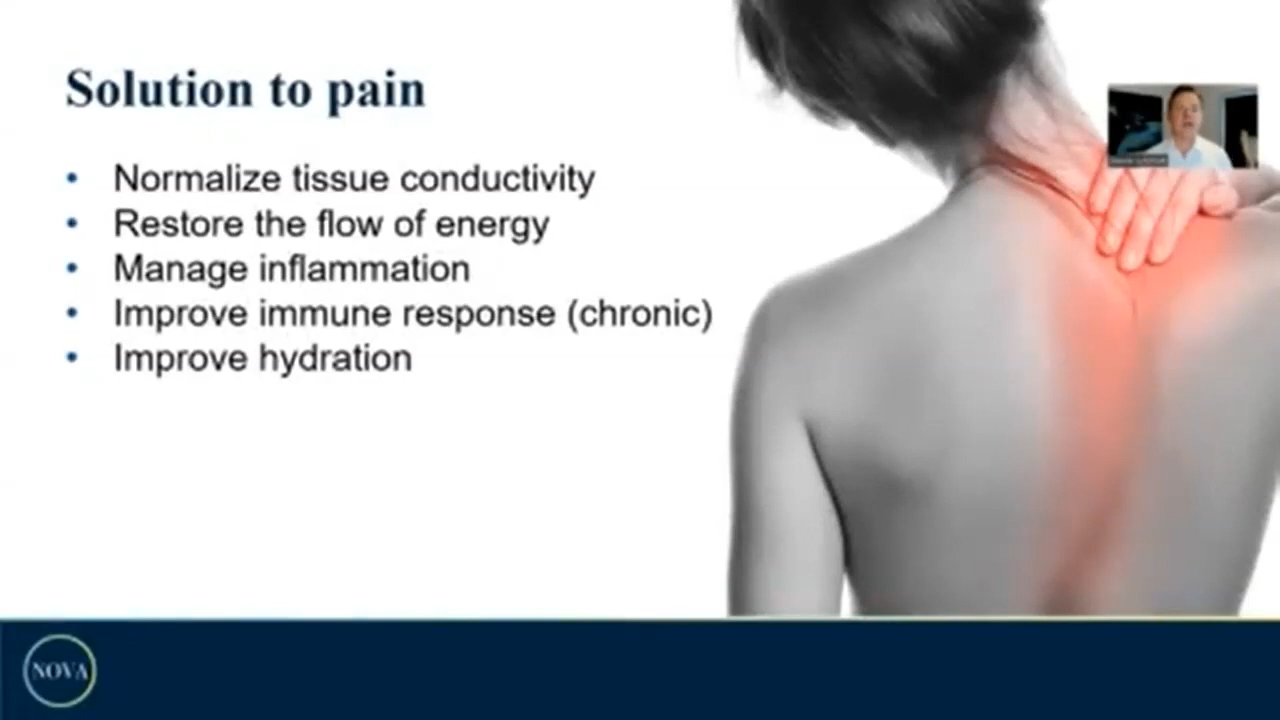 Solution to pain
• Normalize tissue conductivity
• Restore the flow of energy
• Manage inflammation
• Improve immune response (chronic)
• Improve hydration
NOVA